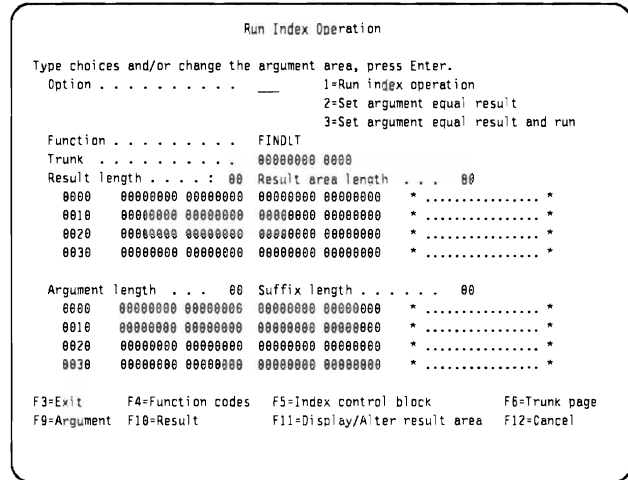 Run Index Operation
Type choices and/or change the argument area, press Enter.
Option . . . . . . . . . . __ 1=Run index operation
2=Set argument equal result
3=Set argument equal result and run
Function . . . . . . . . . FINDLT
Trunk . . . . . . . . . . 00000000 0000
Result length . . . . : 00 Result area length . . . 00
0000 00000000 00000000 00000000 00000000 * ................ *
0010 00000000 00000000 00000000 00000000 * ................ *
0020 00000000 00000000 00000000 00000000 * ................ *
0030 00000000 00000000 00000000 00000000 * ................ *
Argument length . . . 00 Suffix length . . . . . . 00
0000 00000000 00000000 00000000 00000000 * ................ *
0010 00000000 00000000 00000000 00000000 * ................ *
0020 00000000 00000000 00000000 00000000 * ................ *
0030 00000000 00000000 00000000 00000000 * ................ *
F3=Exit F4=Function codes F5=Index control block F6=Trunk page
F9=Argument F10=Result F11=Display/Alter result area F12=Cancel